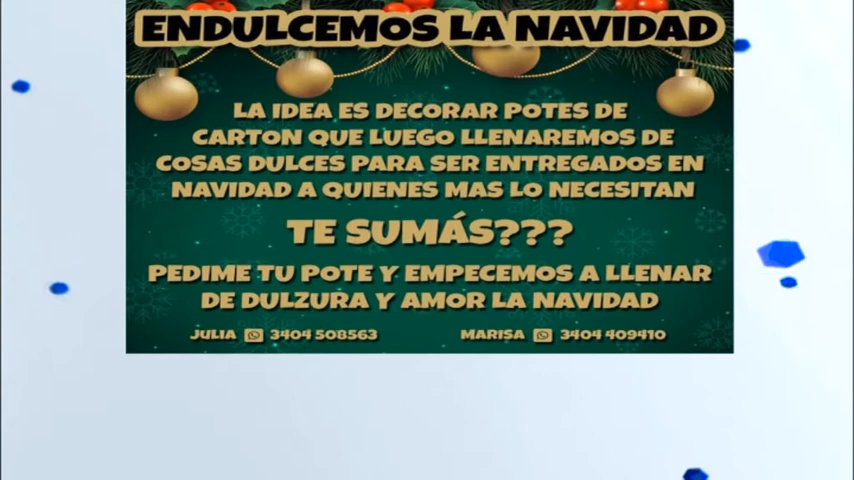 ENDULCEMOS LA NAVIDAD
LA IDEA ES DECORAR POTES DE
CARTON QUE LUEGO LLENAREMOS DE
COSAS DULCES PARA SER ENTREGADOS EN
NAVIDAD A QUIENES MAS LO NECESITAN
TE SUMÁS???
PEDIME TU POTE Y EMPECEMOS A LLENAR
DE DULZURA Y AMOR LA NAVIDAD
JULIA 3404 508563 MARISA 3404 409410